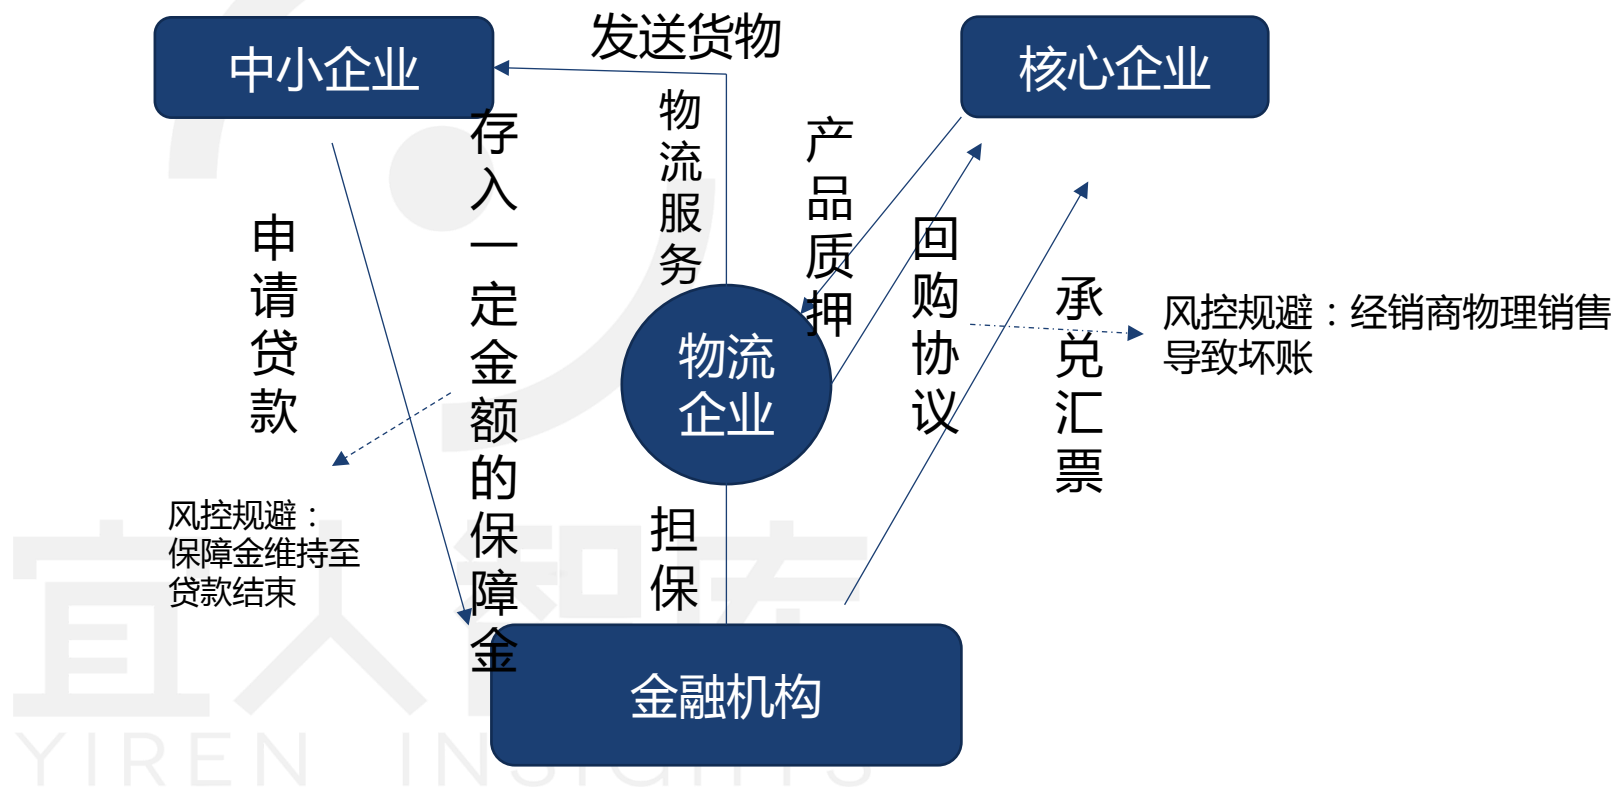 发送货物
中小企业
核心企业
物流服务
产品质押
存入一定金额的保障金
申请贷款
回购协议
承兑汇票
风控规避：经销商物理销售
导致坏账
物流
企业
风控规避：
保障金维持至
贷款结束
担保
金融机构
宜人智库
YIREN INSIGHTS